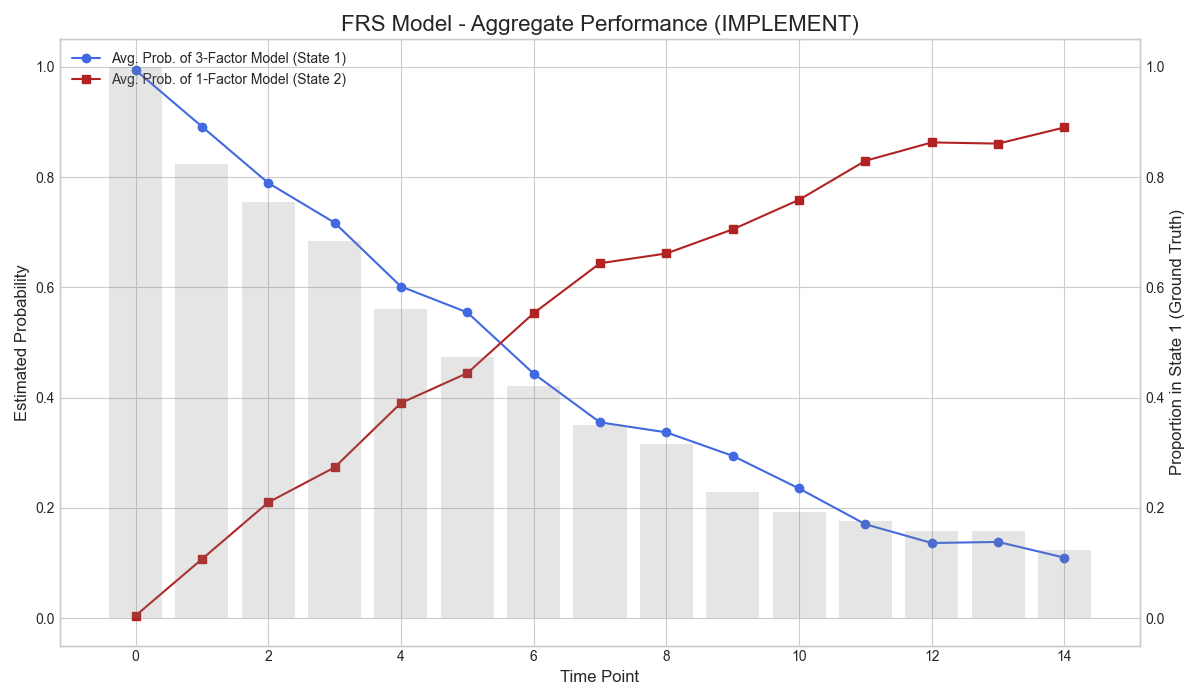 FRS Model - Aggregate Performance (IMPLEMENT)
Avg. Prob. of 3-Factor Model (State 1)
Avg. Prob. of 1-Factor Model (State 2)
Estimated Probability
1.0
0.8
0.6
0.4
0.2
0.0
1.0
0.8
0.6
0.4
0.2
0.0
Proportion in State 1 (Ground Truth)
0 2 4 6 8 10 12 14
Time Point